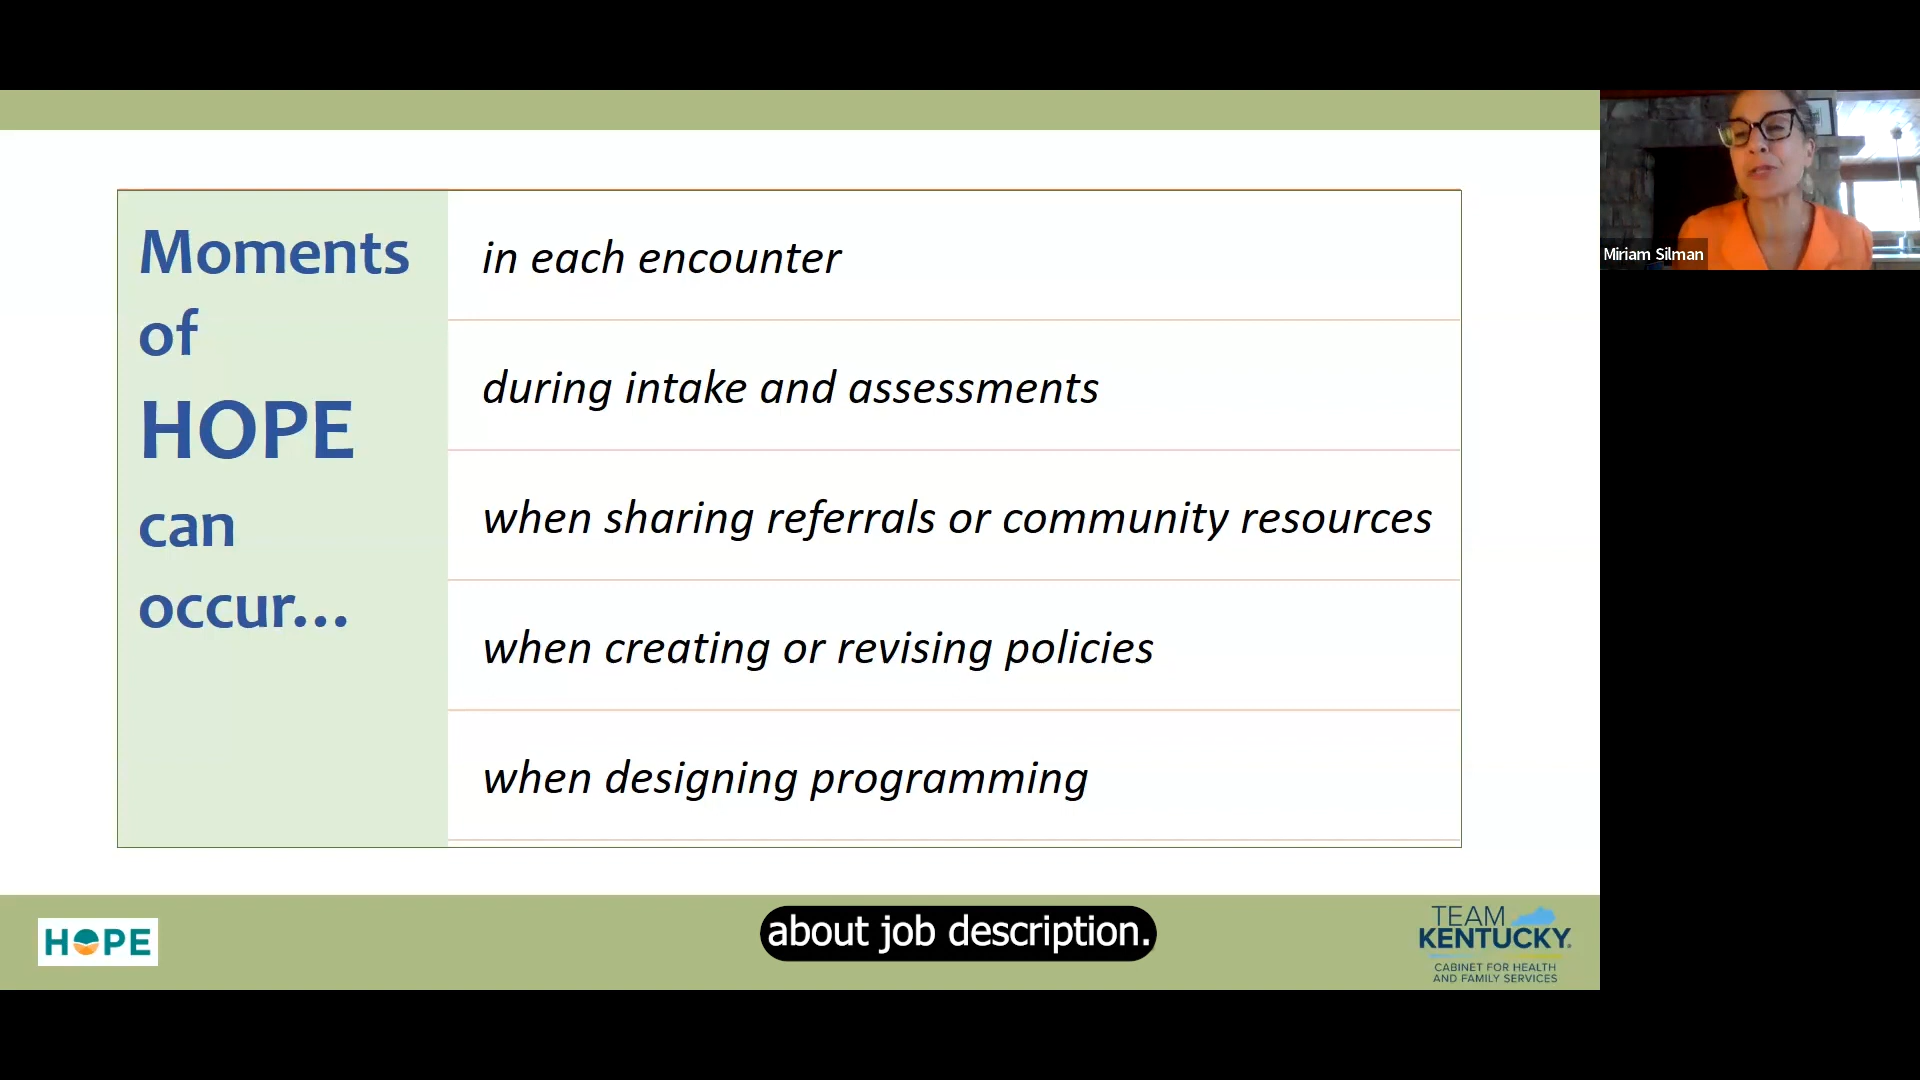 Moments
of
HOPE
can
occur...
in each encounter
during intake and assessments
when sharing referrals or community resources
when creating or revising policies
when designing programming
Miriam Silman
HOPE
about job description.
TEAM
KENTUCKY
CABINET FOR HEALTH
AND FAMILY SERVICES